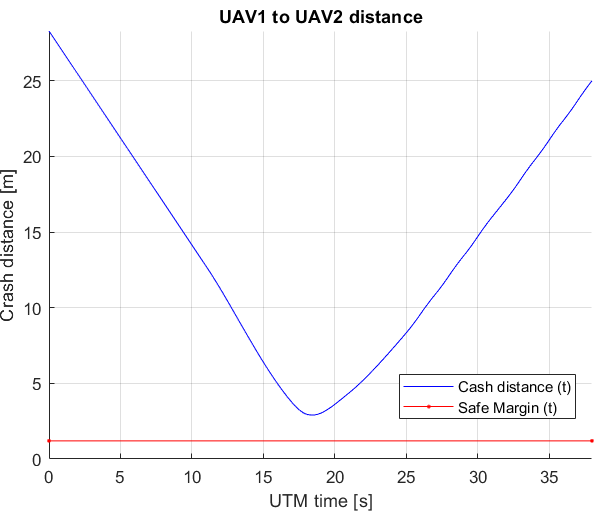 UAV1 to UAV2 distance
Crash distance [m]
25
20
15
10
5
0
0 5 10 15 20 25 30 35
UTM time [s]
Cash distance (t)
Safe Margin (t)